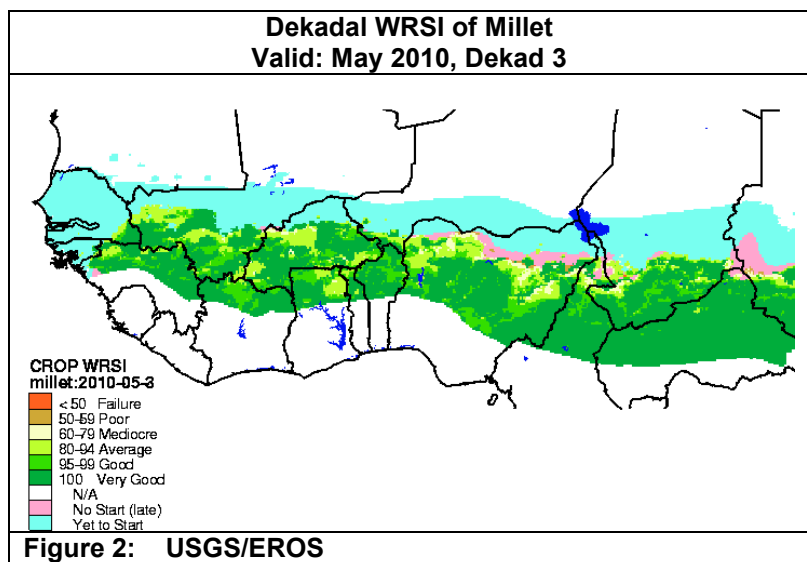 Dekadal WRSI of Millet
Valid: May 2010, Dekad 3
CROP WRSI
millet:2010-05-3
<50 Failure
50-59 Poor
60-79 Mediocre
80-94 Average
95-99 Good
100 Very Good
N/A
No Start (late)
Yet to Start
Figure 2: USGS/EROS